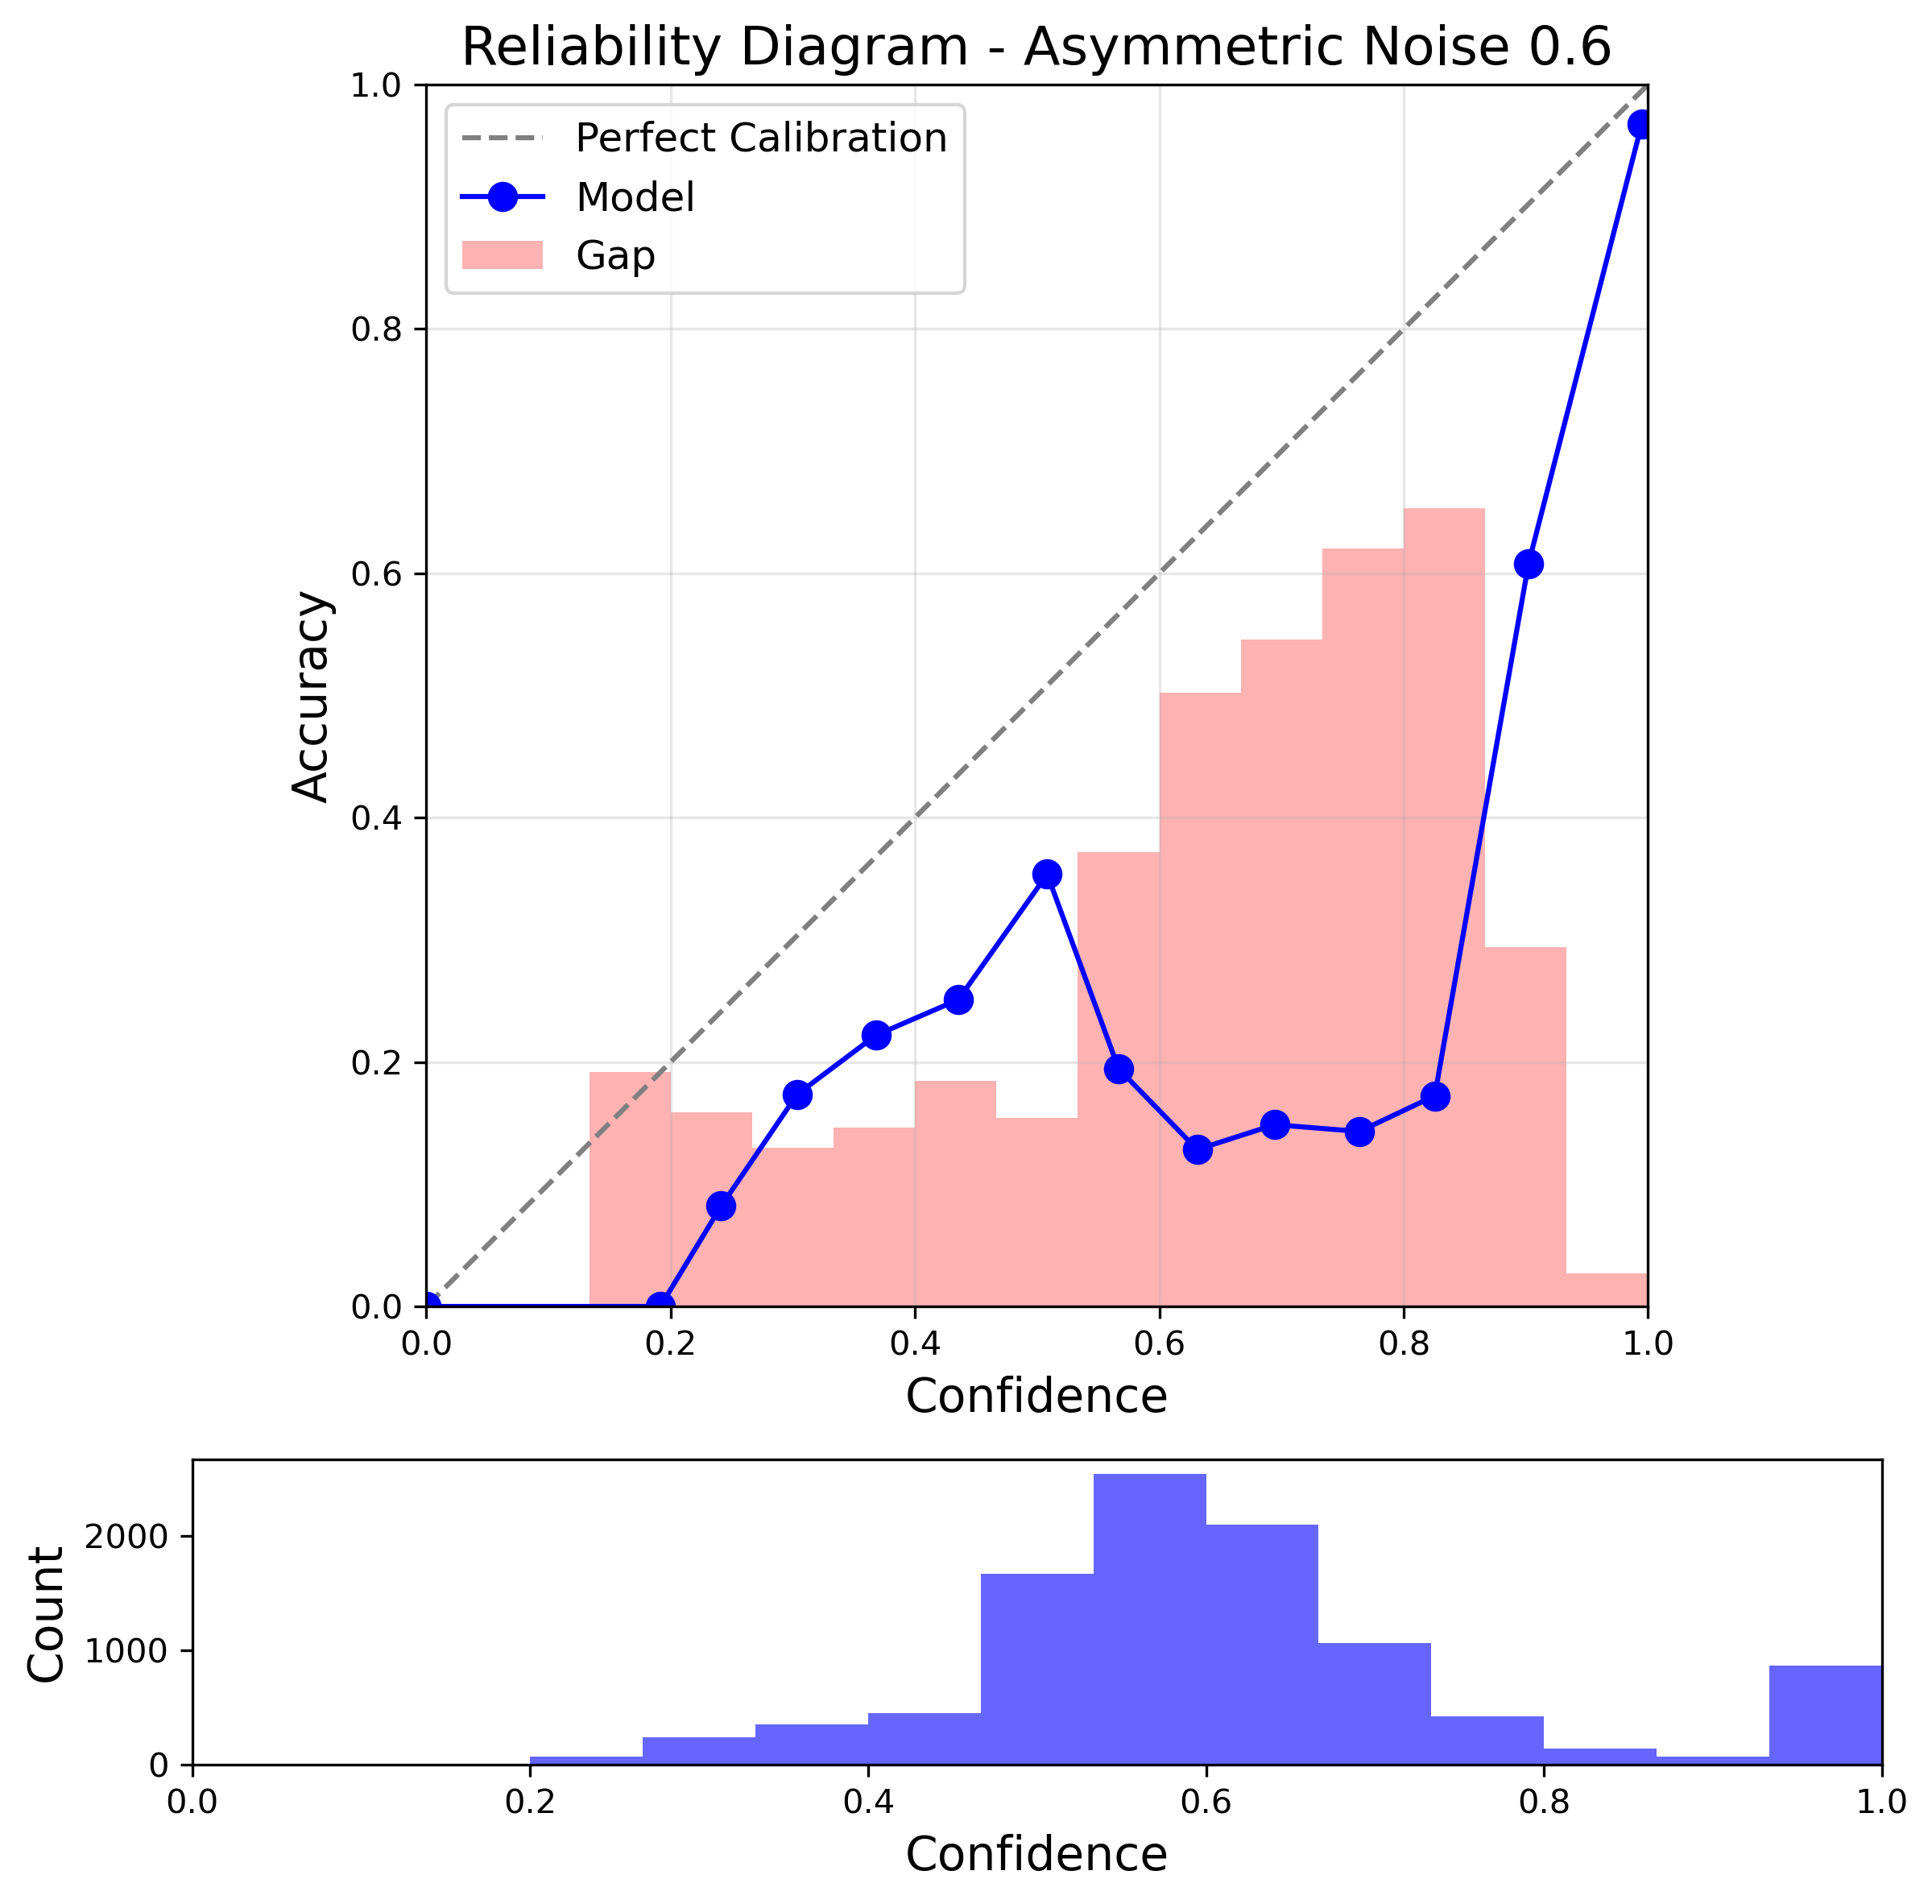 Reliability Diagram - Asymmetric Noise 0.6
1.0
0.8
0.6
0.4
0.2
0.0
Accuracy
Perfect Calibration
Model
Gap
0.0 0.2 0.4 0.6 0.8 1.0
Confidence
2000
1000
0
Count
0.0 0.2 0.4 0.6 0.8 1.0
Confidence